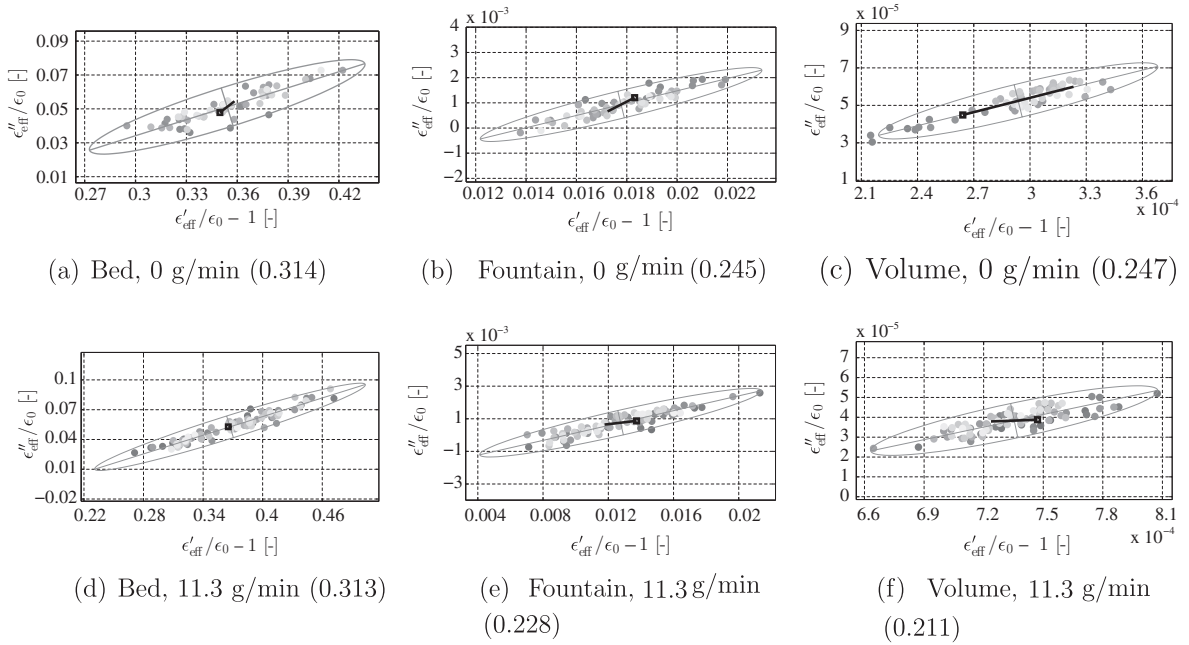 x 10⁻³
x 10⁻⁵
0.09
0.07
0.05
0.03
0.01
ϵ″eff/ϵ0 [-]
0.27 0.3 0.33 0.36 0.39 0.42
ϵ′eff/ϵ0 − 1 [-]
4
3
2
1
0
−1
−2
ϵ″eff/ϵ0 [-]
0.012 0.014 0.016 0.018 0.02 0.022
ϵ′eff/ϵ0 − 1 [-]
9
7
5
3
1
ϵ″eff/ϵ0 [-]
2.1 2.4 2.7 3 3.3 3.6
x 10⁻⁴
ϵ′eff/ϵ0 − 1 [-]
(a) Bed, 0 g/min (0.314)
(b) Fountain, 0 g/min (0.245)
(c) Volume, 0 g/min (0.247)
x 10⁻³
x 10⁻⁵
0.1
0.07
0.04
0.01
−0.02
ϵ″eff/ϵ0 [-]
0.22 0.28 0.34 0.4 0.46
ϵ′eff/ϵ0 − 1 [-]
5
3
1
−1
−3
ϵ″eff/ϵ0 [-]
0.004 0.008 0.012 0.016 0.02
ϵ′eff/ϵ0 − 1 [-]
7
6
5
4
3
2
1
0
ϵ″eff/ϵ0 [-]
6.6 6.9 7.2 7.5 7.8 8.1
x 10⁻⁴
ϵ′eff/ϵ0 − 1 [-]
(d) Bed, 11.3 g/min (0.313)
(e) Fountain, 11.3 g/min
(0.228)
(f) Volume, 11.3 g/min
(0.211)